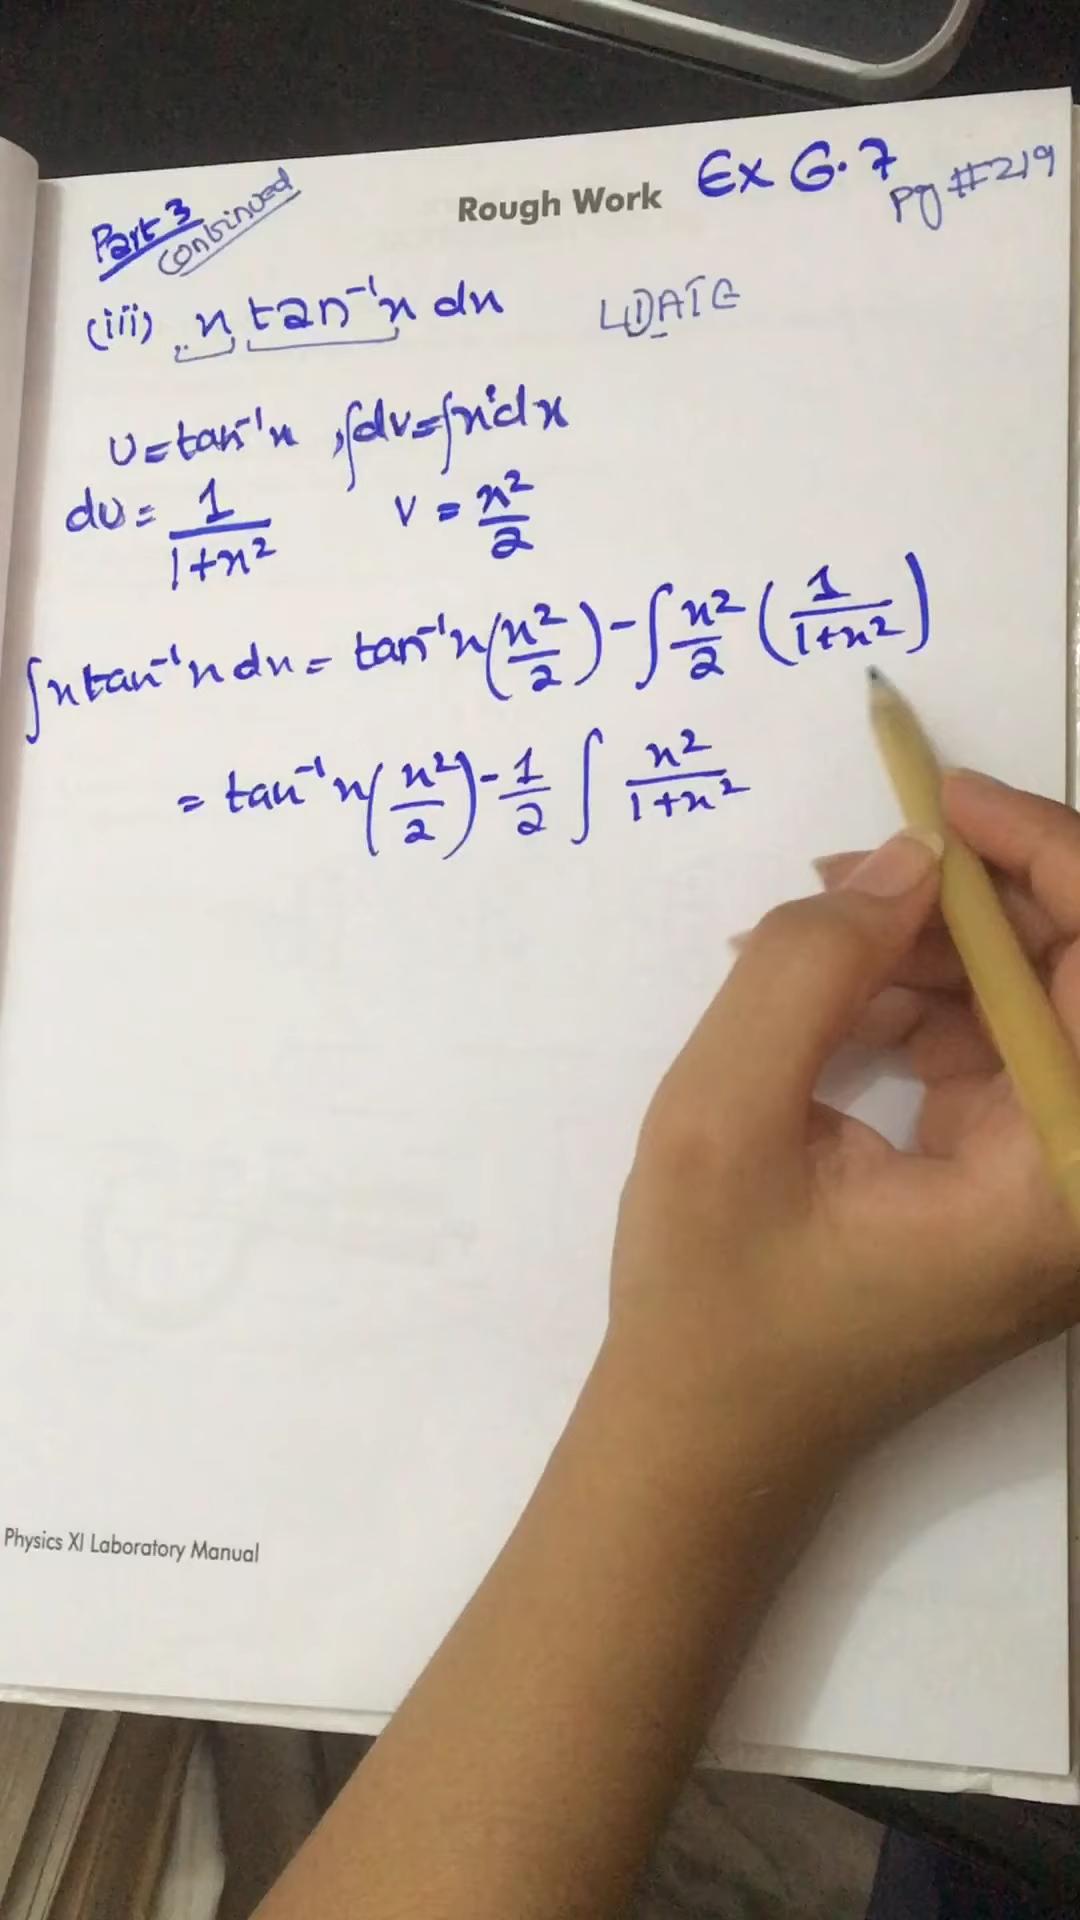 Part 3
continued
Rough Work
Ex 6.7
Pg #219
(iii) x tan⁻¹x dx
LIATE
U = tan⁻¹x , ∫dv = ∫x¹dx
du = 1/(1+x²)
v = x²/2
∫x tan⁻¹x dx = tan⁻¹x(x²/2) - ∫x²/2 (1/(1+x²))
= tan⁻¹x(x²/2) - 1/2 ∫ x²/(1+x²)
Physics XI Laboratory Manual